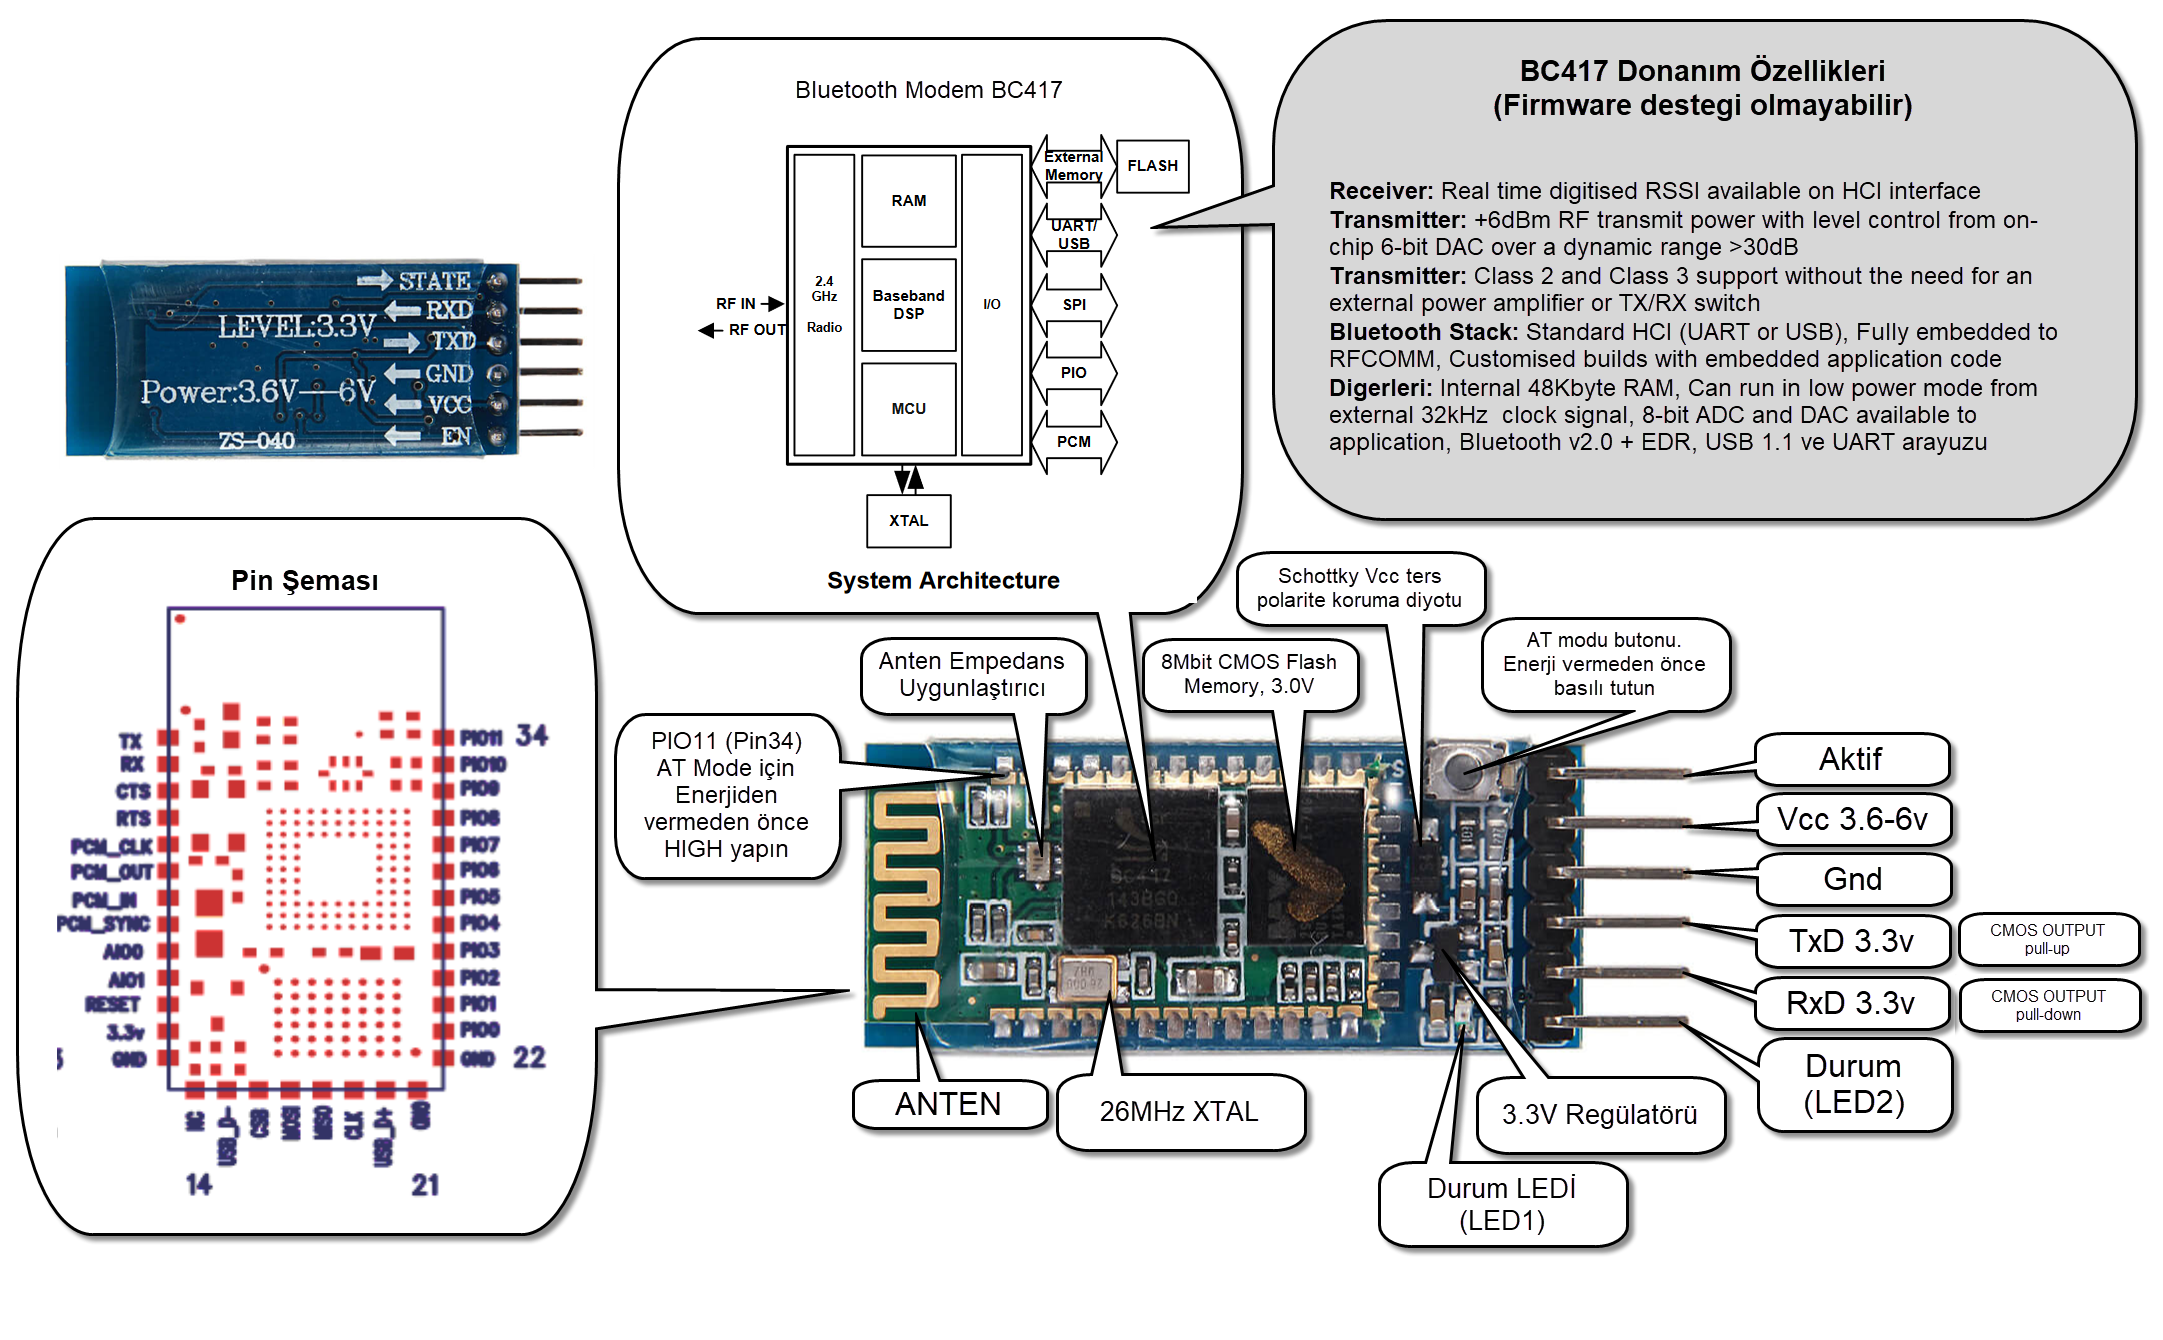 Bluetooth Modem BC417
2.4
GHz
Radio
RAM
Baseband
DSP
MCU
I/O
RF IN
RF OUT
External
Memory
FLASH
UART/
USB
SPI
PIO
PCM
XTAL
System Architecture
BC417 Donanım Özellikleri
(Firmware destegi olmayabilir)
Receiver: Real time digitised RSSI available on HCI interface
Transmitter: +6dBm RF transmit power with level control from on-
chip 6-bit DAC over a dynamic range >30dB
Transmitter: Class 2 and Class 3 support without the need for an
external power amplifier or TX/RX switch
Bluetooth Stack: Standard HCI (UART or USB), Fully embedded to
RFCOMM, Customised builds with embedded application code
Digerleri: Internal 48Kbyte RAM, Can run in low power mode from
external 32kHz clock signal, 8-bit ADC and DAC available to
application, Bluetooth v2.0 + EDR, USB 1.1 ve UART arayuzu
STATE
RXD
LEVEL:3.3V
TXD
GND
Power:3.6V—6V
VCC
EN
ZS-040
Pin Şeması
TX
RX
CTS
RTS
PCM_CLK
PCM_OUT
PCM_IN
PCM_SYNC
AIO0
AIO1
RESET
3.3v
GND
PIO11 34
PIO10
PIO9
PIO8
PIO7
PIO6
PIO5
PIO4
PIO3
PIO2
PIO1
PIO0
GND 22
NC
USB_D-
CSB
MOSI
MISO
CLK
USB_D+
GND
14
21
PIO11 (Pin34)
AT Mode için
Enerjiden
vermeden önce
HIGH yapın
Anten Empedans
Uygunlaştırıcı
8Mbit CMOS Flash
Memory, 3.0V
Schottky Vcc ters
polarite koruma diyotu
AT modu butonu.
Enerji vermeden önce
basılı tutun
BC417
143BGQ
K626BN
Aktif
Vcc 3.6-6v
Gnd
TxD 3.3v
CMOS OUTPUT
pull-up
RxD 3.3v
CMOS OUTPUT
pull-down
Durum
(LED2)
ANTEN
26MHz XTAL
3.3V Regülatörü
Durum LEDİ
(LED1)